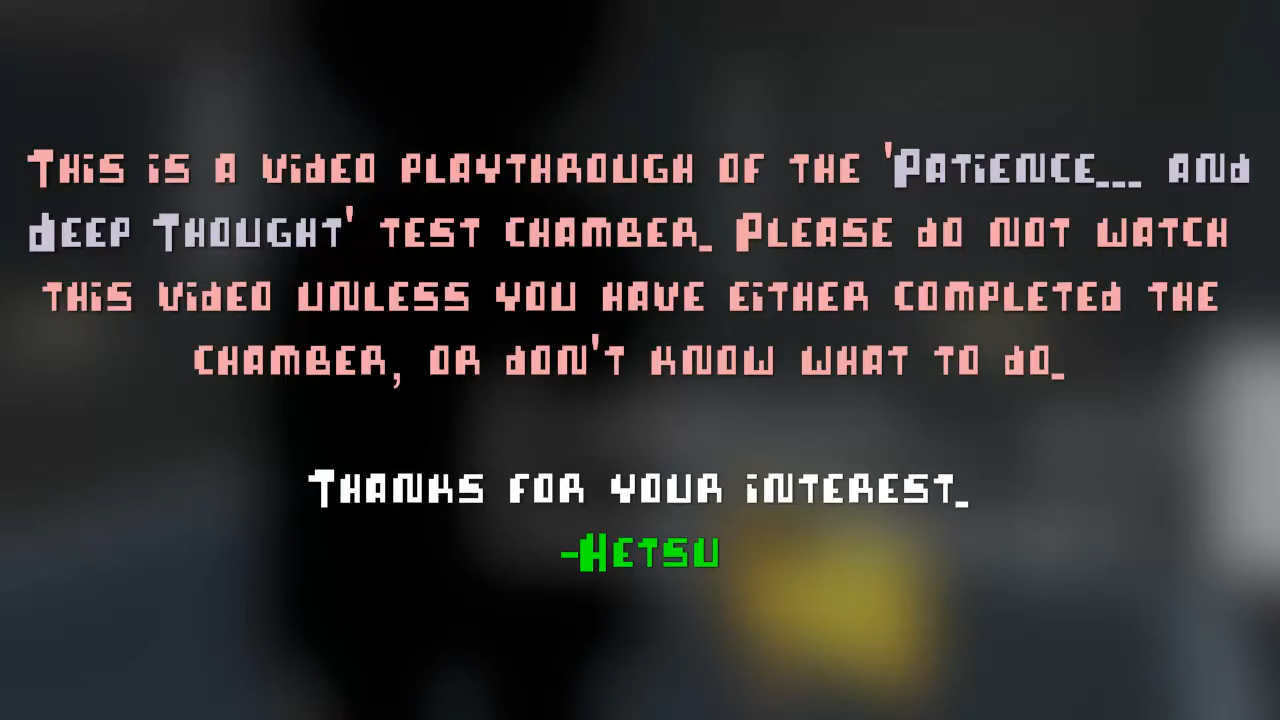 This is a video playthrough of the 'Patience... and
deep Thought' test chamber. Please do not watch
this video unless you have either completed the
chamber, or don't know what to do.
Thanks for your interest.
-Hetsu